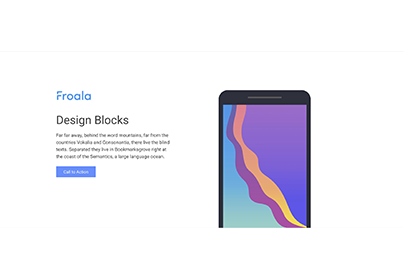 Froala
Design Blocks
Far far away, behind the word mountains, far from the
countries Vokalia and Consonantia, there live the blind
texts. Separated they live in Bookmarksgrove right at
the coast of the Semantics, a large language ocean.
Call to Action